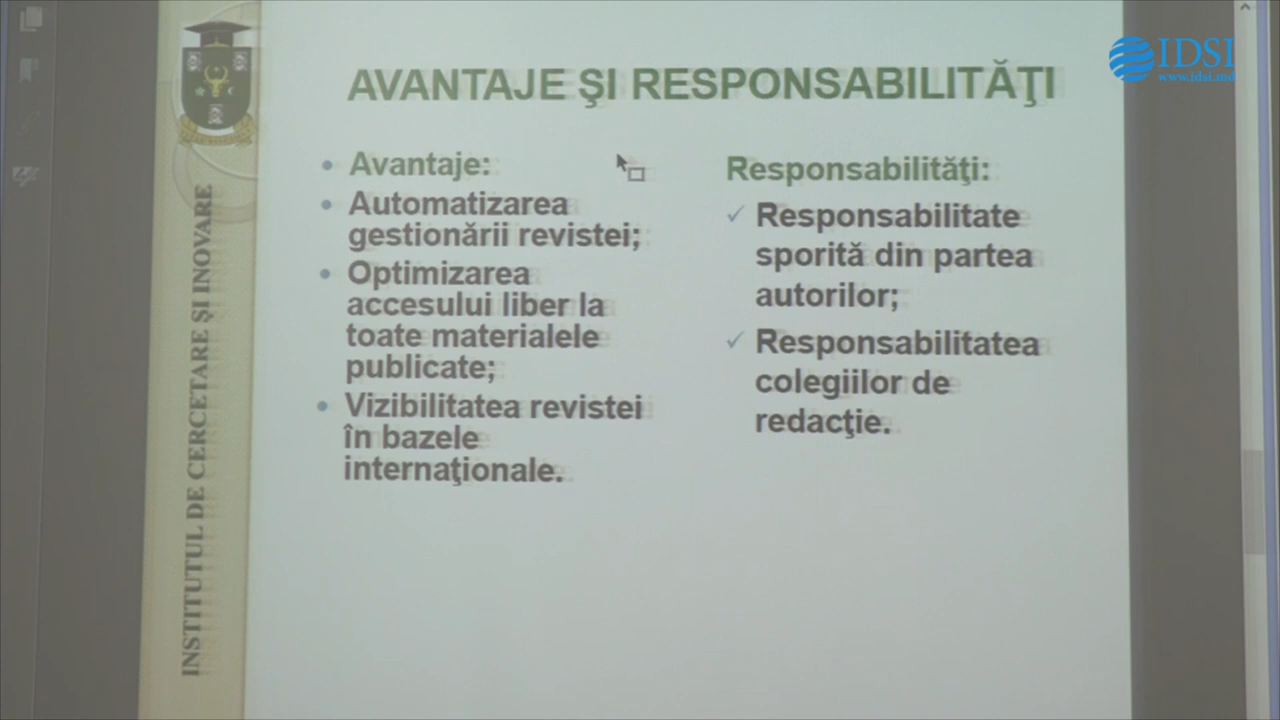 IDSI
www.idsi.md
INSTITUTUL DE CERCETARE ŞI INOVARE
AVANTAJE ŞI RESPONSABILITĂŢI
• Avantaje:
• Automatizarea
gestionării revistei;
• Optimizarea
accesului liber la
toate materialele
publicate;
• Vizibilitatea revistei
în bazele
internaţionale.
Responsabilităţi:
✓ Responsabilitate
sporită din partea
autorilor;
✓ Responsabilitatea
colegiilor de
redacţie.